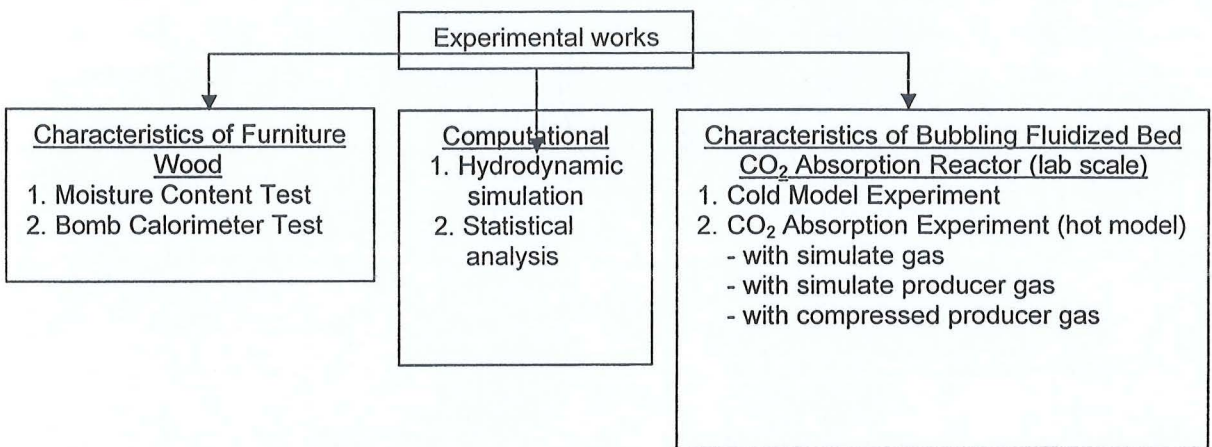 Experimental works
Characteristics of Furniture
Wood
1. Moisture Content Test
2. Bomb Calorimeter Test
Computational
1. Hydrodynamic
simulation
2. Statistical
analysis
Characteristics of Bubbling Fluidized Bed
CO₂ Absorption Reactor (lab scale)
1. Cold Model Experiment
2. CO₂ Absorption Experiment (hot model)
- with simulate gas
- with simulate producer gas
- with compressed producer gas